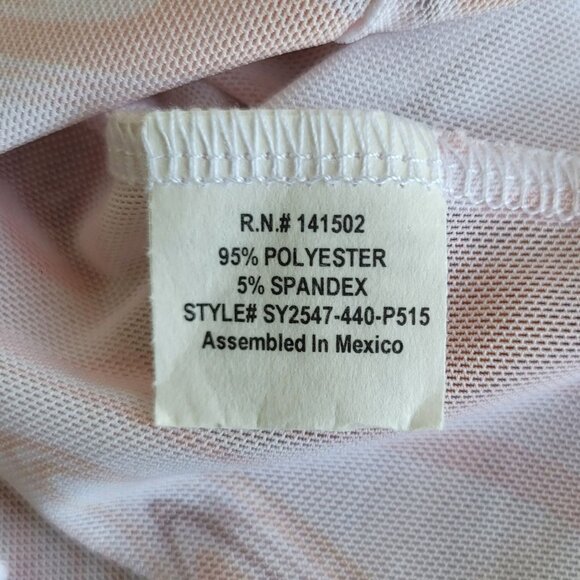 R.N.# 141502
95% POLYESTER
5% SPANDEX
STYLE# SY2547-440-P515
Assembled In Mexico